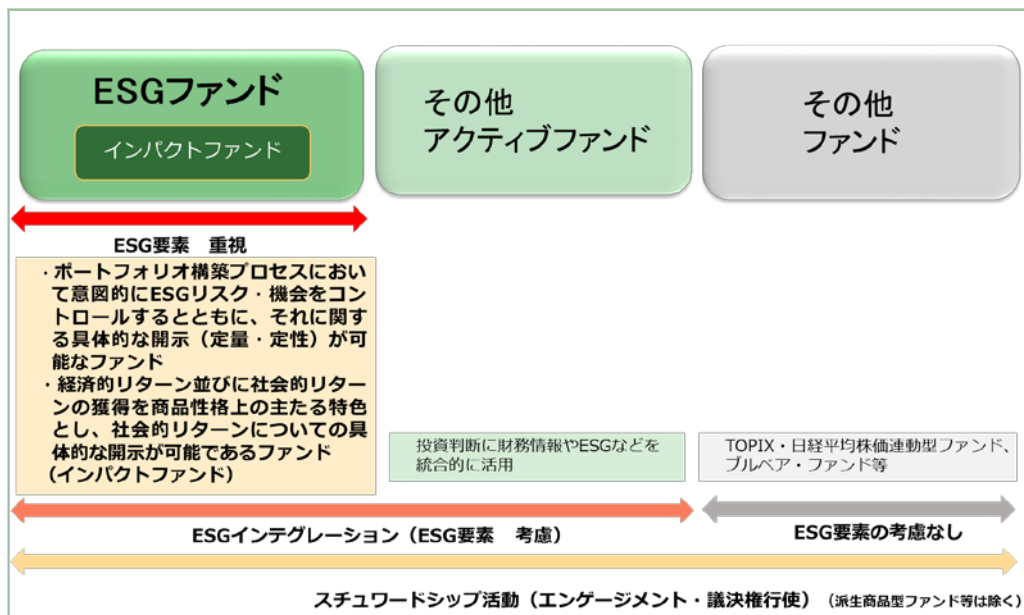 ESGファンド
インパクトファンド
その他
アクティブファンド
その他
ファンド
ESG要素　重視
・ポートフォリオ構築プロセスにおい
て意図的にESGリスク・機会をコン
トロールするとともに、それに関す
る具体的な開示（定量・定性）が可
能なファンド
・経済的リターン並びに社会的リター
ンの獲得を商品性格上の主たる特色
とし、社会的リターンについての具
体的な開示が可能であるファンド
（インパクトファンド）
投資判断に財務情報やESGなどを
統合的に活用
TOPIX・日経平均株価連動型ファンド、
ブルベア・ファンド等
ESGインテグレーション（ESG要素　考慮）
ESG要素の考慮なし
スチュワードシップ活動（エンゲージメント・議決権行使）（派生商品型ファンド等は除く）